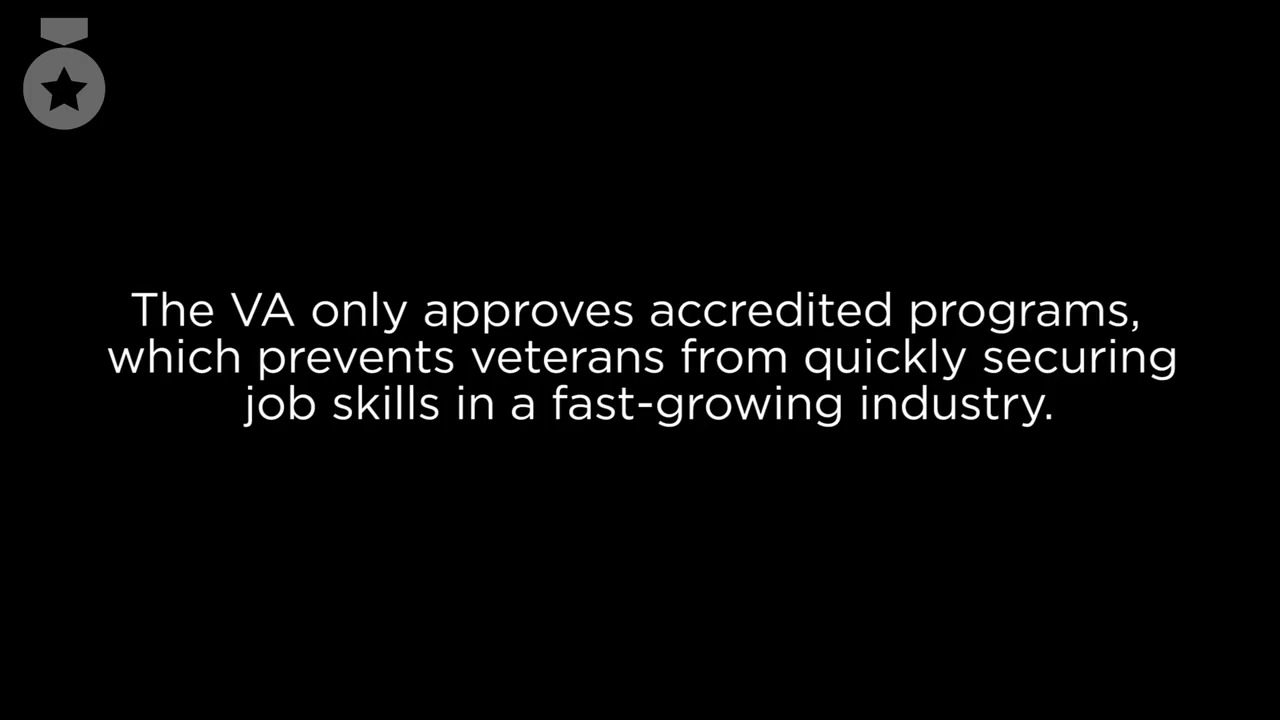 The VA only approves accredited programs,
which prevents veterans from quickly securing
job skills in a fast-growing industry.